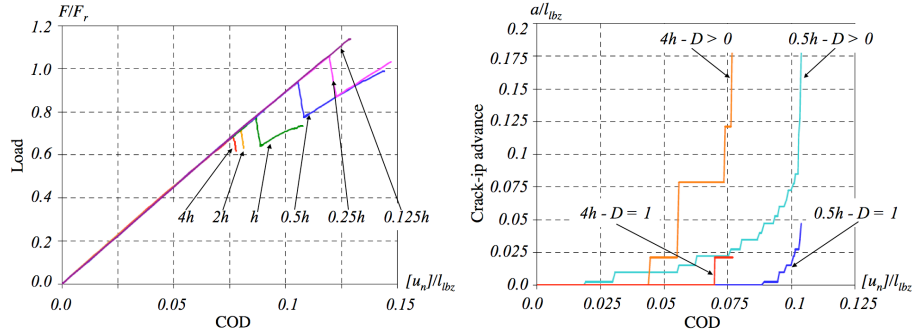 F/F_r
1.2
1.0
0.8
0.6
0.4
0.2
0.0
Load
4h
2h
h
0.5h
0.25h
0.125h
0.0
0.05
0.1
0.15
[u_n]/l_lbz
COD
a/l_lbz
0.175
0.15
0.125
0.1
0.075
0.05
0.025
0.0
Crack-ip advance
4h - D > 0
0.5h - D > 0
4h - D = 1
0.5h - D = 1
0.0
0.025
0.05
0.075
0.1
0.125
[u_n]/l_lbz
COD